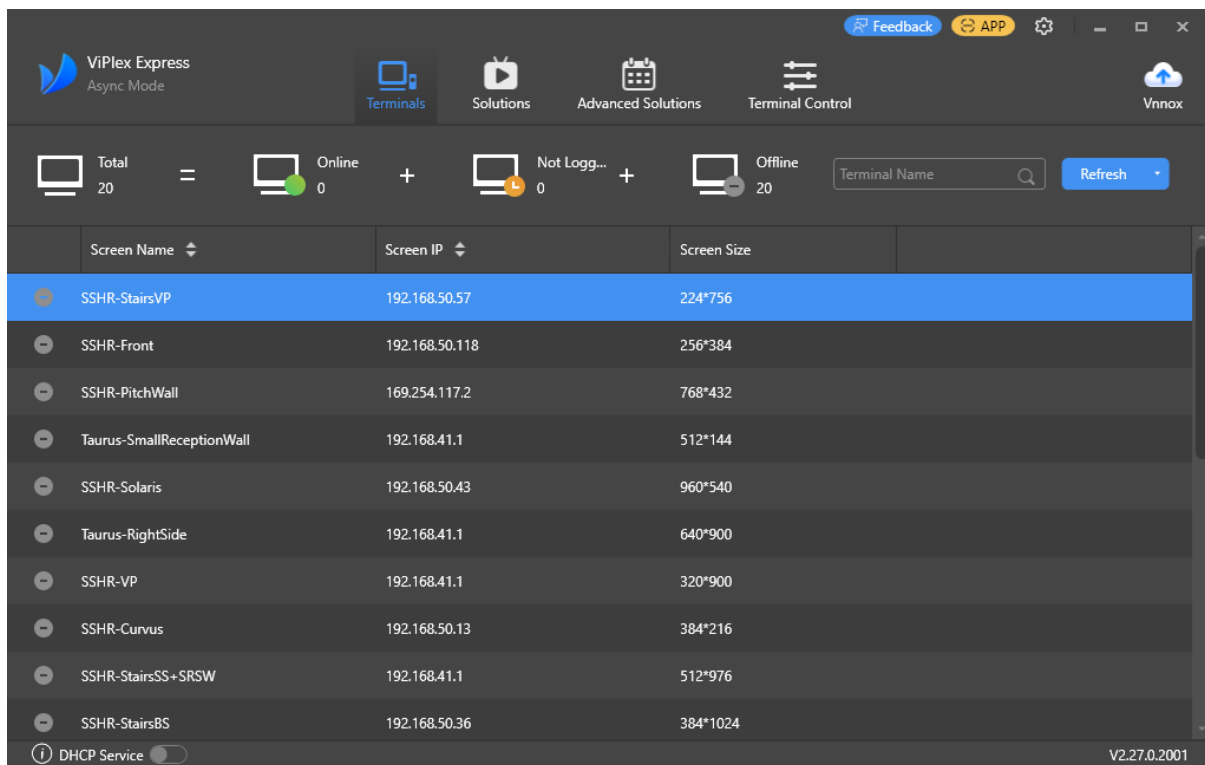 Feedback APP
ViPlex Express
Async Mode
Terminals Solutions Advanced Solutions Terminal Control Vnnox
Total = Online + Not Logg... + Offline
20 0 0 20
Terminal Name Refresh
Screen Name Screen IP Screen Size
SSHR-StairsVP 192.168.50.57 224*756
SSHR-Front 192.168.50.118 256*384
SSHR-PitchWall 169.254.117.2 768*432
Taurus-SmallReceptionWall 192.168.41.1 512*144
SSHR-Solaris 192.168.50.43 960*540
Taurus-RightSide 192.168.41.1 640*900
SSHR-VP 192.168.41.1 320*900
SSHR-Curvus 192.168.50.13 384*216
SSHR-StairsSS+SRSW 192.168.41.1 512*976
SSHR-StairsBS 192.168.50.36 384*1024
DHCP Service V2.27.0.2001